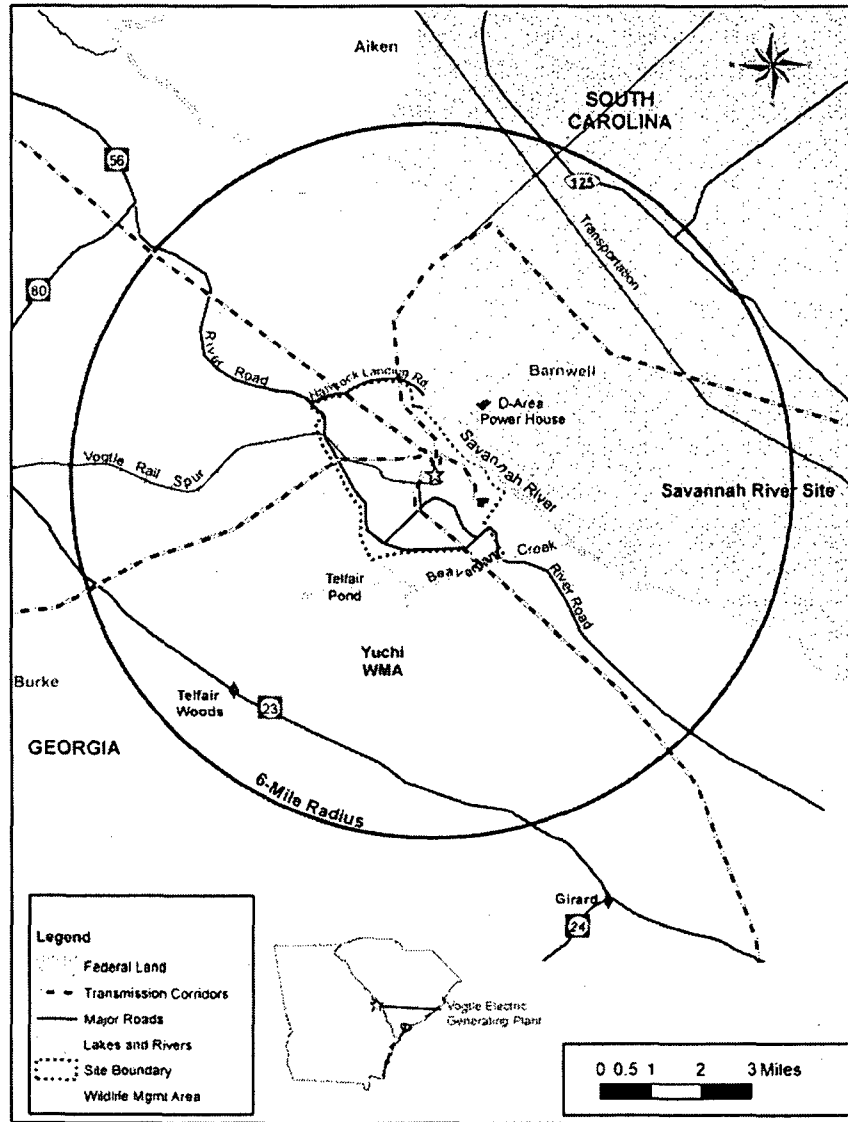 Aiken
SOUTH
CAROLINA
56
125
Transportation
80
River Road
Hancock Landing Rd.
Barnwell
D-Area
Power House
Savannah River
Vogtle Rail Spur
Savannah River Site
Beaverdam Creek
River Road
Telfair
Pond
Yuchi
WMA
Burke
Telfair
Woods
23
GEORGIA
6-Mile Radius
Girard
24
Legend
Federal Land
Transmission Corridors
Major Roads
Lakes and Rivers
Site Boundary
Wildlife Mgmt Area
Vogtle Electric
Generating Plant
0 0.5 1 2 3 Miles